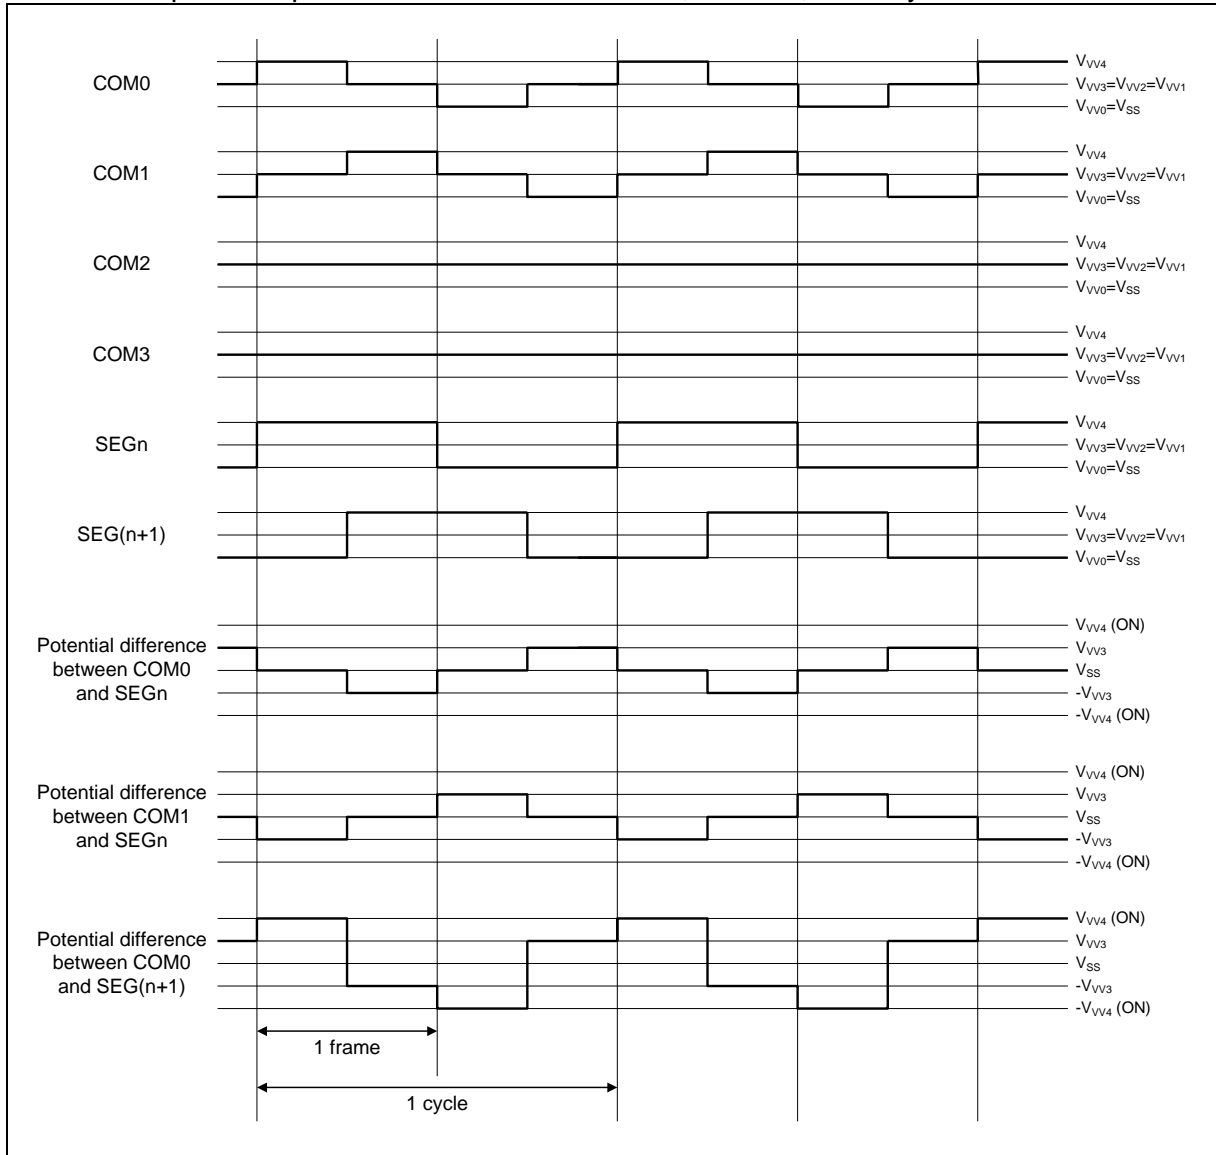 COM0
V_VV4
V_VV3=V_VV2=V_VV1
V_VV0=V_SS
COM1
V_VV4
V_VV3=V_VV2=V_VV1
V_VV0=V_SS
COM2
V_VV4
V_VV3=V_VV2=V_VV1
V_VV0=V_SS
COM3
V_VV4
V_VV3=V_VV2=V_VV1
V_VV0=V_SS
SEGn
V_VV4
V_VV3=V_VV2=V_VV1
V_VV0=V_SS
SEG(n+1)
V_VV4
V_VV3=V_VV2=V_VV1
V_VV0=V_SS
Potential difference
between COM0
and SEGn
V_VV4 (ON)
V_VV3
V_SS
-V_VV3
-V_VV4 (ON)
Potential difference
between COM1
and SEGn
V_VV4 (ON)
V_VV3
V_SS
-V_VV3
-V_VV4 (ON)
Potential difference
between COM0
and SEG(n+1)
V_VV4 (ON)
V_VV3
V_SS
-V_VV3
-V_VV4 (ON)
1 frame
1 cycle